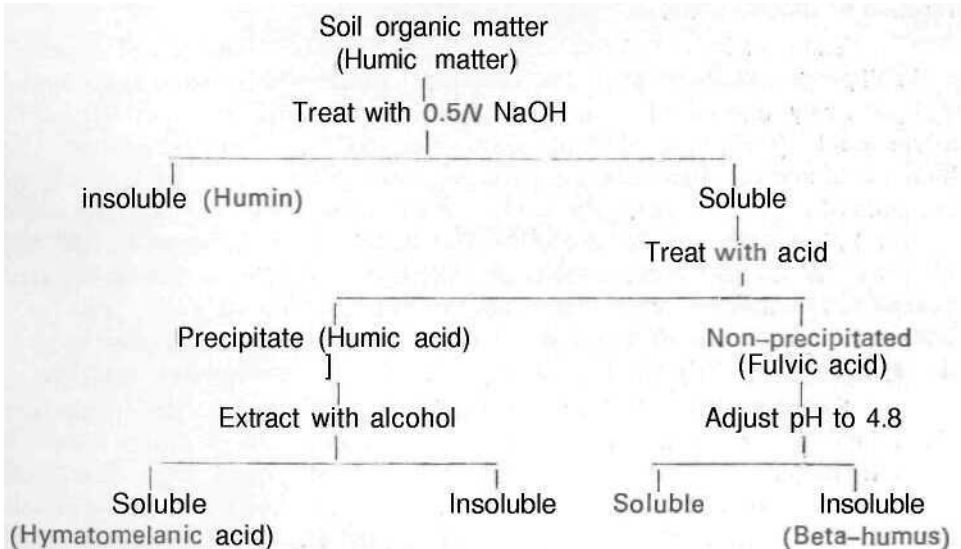 Soil organic matter
(Humic matter)
Treat with 0.5N NaOH
insoluble (Humin)
Soluble
Treat with acid
Precipitate (Humic acid)
Non-precipitated
(Fulvic acid)
Extract with alcohol
Adjust pH to 4.8
Soluble
(Hymatomelanic acid)
Insoluble
Soluble
Insoluble
(Beta-humus)